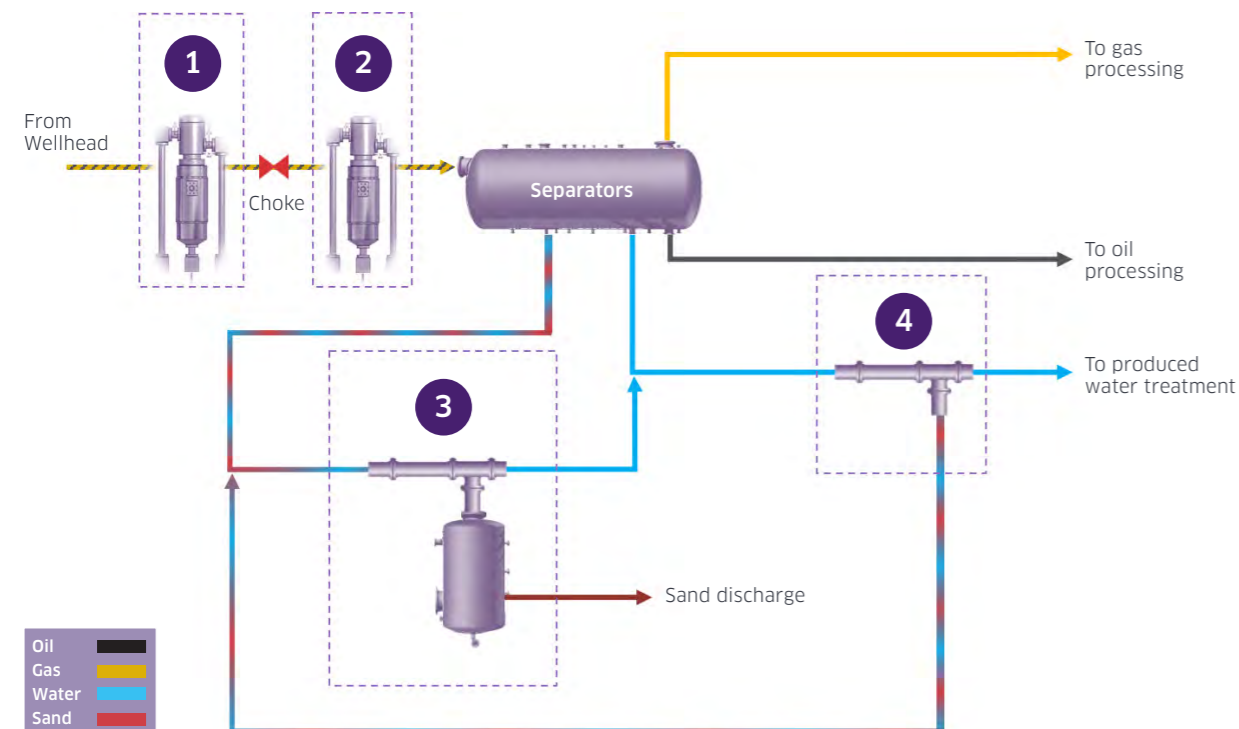 1
2
From
Wellhead
Choke
Separators
To gas
processing
To oil
processing
4
To produced
water treatment
3
Sand discharge
Oil
Gas
Water
Sand